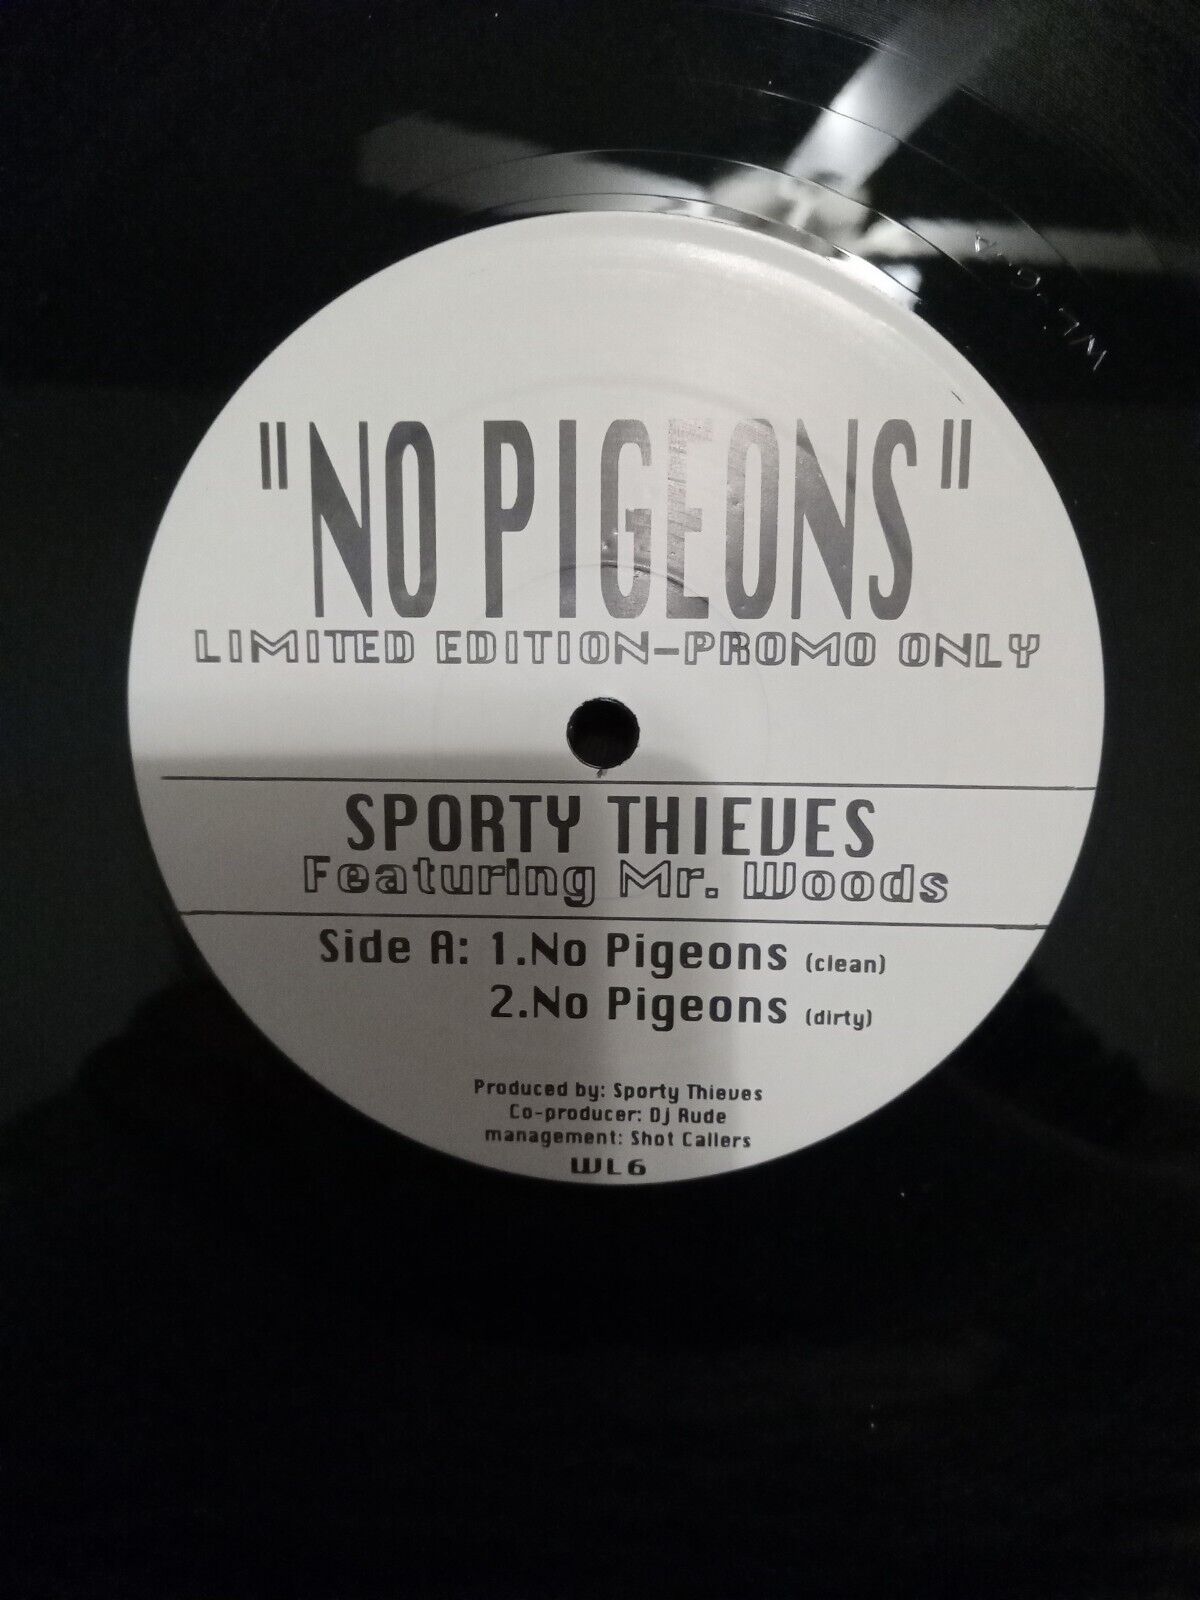 "NO PIGEONS"
LIMITED EDITION-PROMO ONLY
SPORTY THIEVES
Featuring Mr. Woods
Side A: 1.No Pigeons (clean)
2.No Pigeons (dirty)
Produced by: Sporty Thieves
Co-producer: Dj Rude
management: Shot Callers
WL6